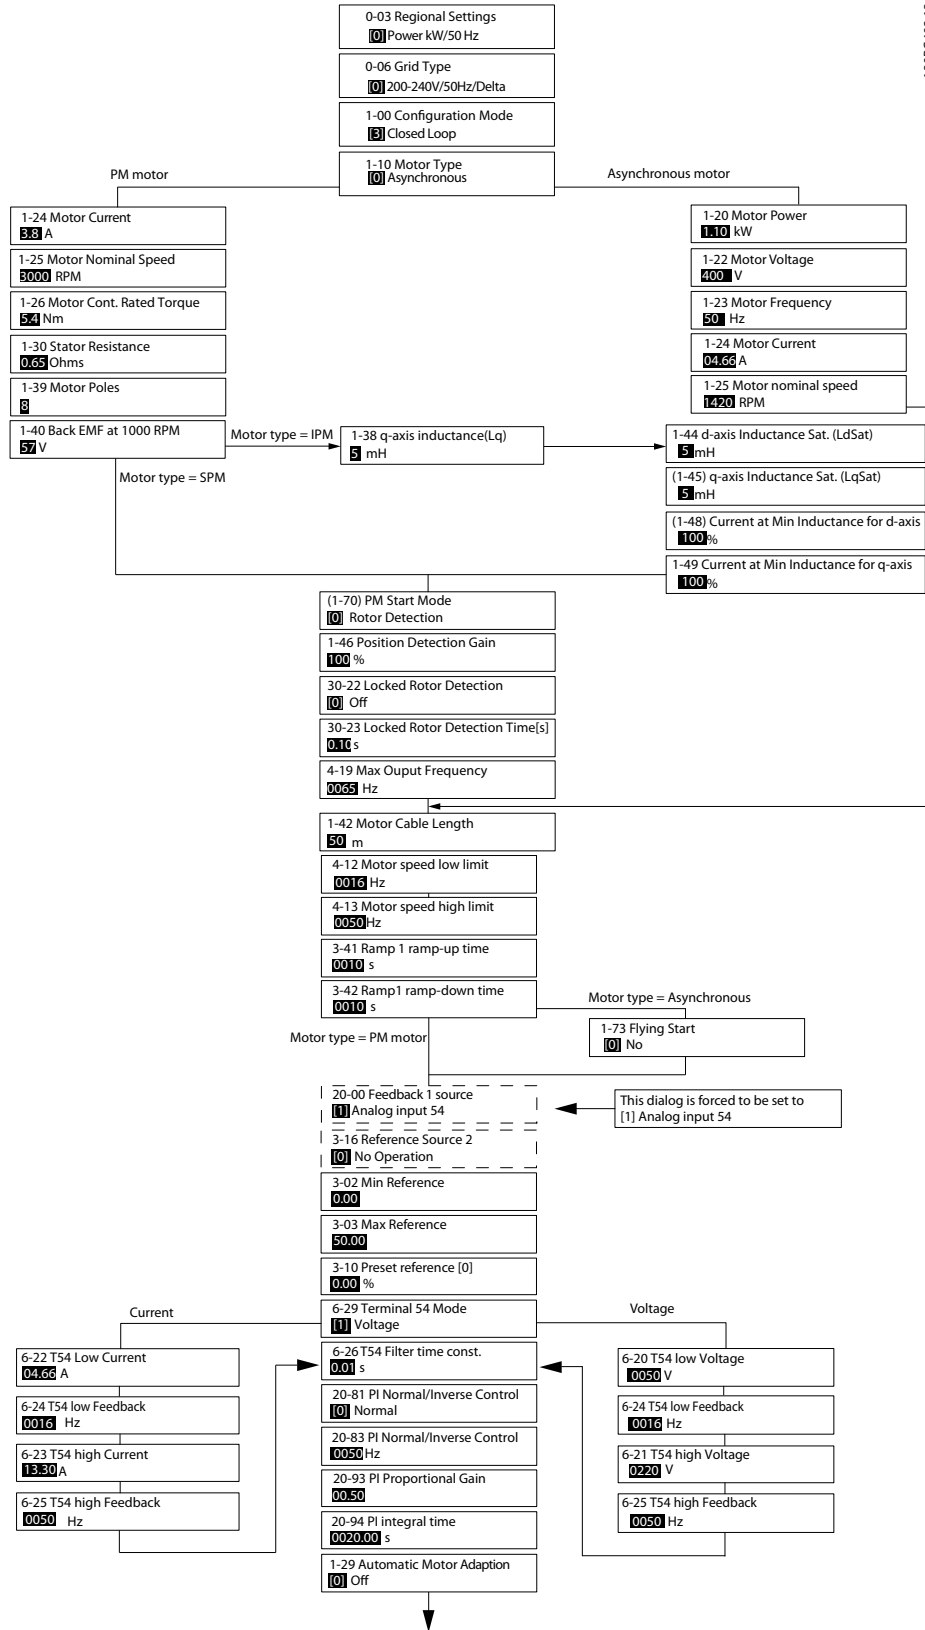 0-03 Regional Settings
[0] Power kW/50 Hz
0-06 Grid Type
[0] 200-240V/50Hz/Delta
1-00 Configuration Mode
[3] Closed Loop
1-10 Motor Type
[0] Asynchronous
PM motor
Asynchronous motor
1-24 Motor Current
3.8 A
1-25 Motor Nominal Speed
3000 RPM
1-26 Motor Cont. Rated Torque
5.4 Nm
1-30 Stator Resistance
0.65 Ohms
1-39 Motor Poles
8
1-40 Back EMF at 1000 RPM
57 V
1-20 Motor Power
1.10 kW
1-22 Motor Voltage
400 V
1-23 Motor Frequency
50 Hz
1-24 Motor Current
04.66 A
1-25 Motor nominal speed
1420 RPM
Motor type = IPM
Motor type = SPM
1-38 q-axis inductance(Lq)
5 mH
1-44 d-axis Inductance Sat. (LdSat)
5 mH
(1-45) q-axis Inductance Sat. (LqSat)
5 mH
(1-48) Current at Min Inductance for d-axis
100 %
1-49 Current at Min Inductance for q-axis
100 %
(1-70) PM Start Mode
[0] Rotor Detection
1-46 Position Detection Gain
100 %
30-22 Locked Rotor Detection
[0] Off
30-23 Locked Rotor Detection Time[s]
0.10 s
4-19 Max Ouput Frequency
0065 Hz
1-42 Motor Cable Length
50 m
4-12 Motor speed low limit
0016 Hz
4-13 Motor speed high limit
0050 Hz
3-41 Ramp 1 ramp-up time
0010 s
3-42 Ramp1 ramp-down time
0010 s
Motor type = Asynchronous
1-73 Flying Start
[0] No
Motor type = PM motor
20-00 Feedback 1 source
[1] Analog input 54
This dialog is forced to be set to
[1] Analog input 54
3-16 Reference Source 2
[0] No Operation
3-02 Min Reference
0.00
3-03 Max Reference
50.00
3-10 Preset reference [0]
0.00 %
6-29 Terminal 54 Mode
[1] Voltage
Current
Voltage
6-22 T54 Low Current
04.66 A
6-24 T54 low Feedback
0016 Hz
6-23 T54 high Current
13.30 A
6-25 T54 high Feedback
0050 Hz
6-26 T54 Filter time const.
0.01 s
20-81 PI Normal/Inverse Control
[0] Normal
20-83 PI Normal/Inverse Control
0050 Hz
20-93 PI Proportional Gain
00.50
20-94 PI integral time
0020.00 s
1-29 Automatic Motor Adaption
[0] Off
6-20 T54 low Voltage
0050 V
6-24 T54 low Feedback
0016 Hz
6-21 T54 high Voltage
0220 V
6-25 T54 high Feedback
0050 Hz